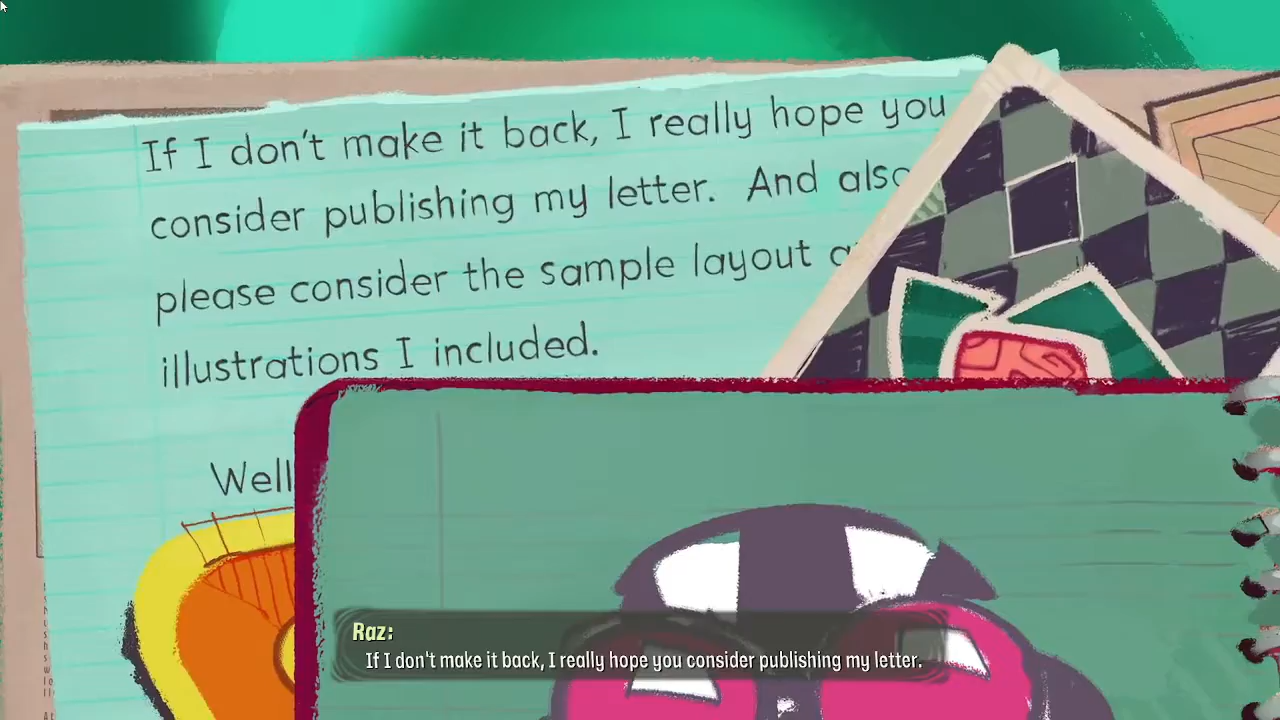 If I don't make it back, I really hope you
consider publishing my letter. And also
please consider the sample layout
illustrations I included.
Well
Raz:
If I don't make it back, I really hope you consider publishing my letter.